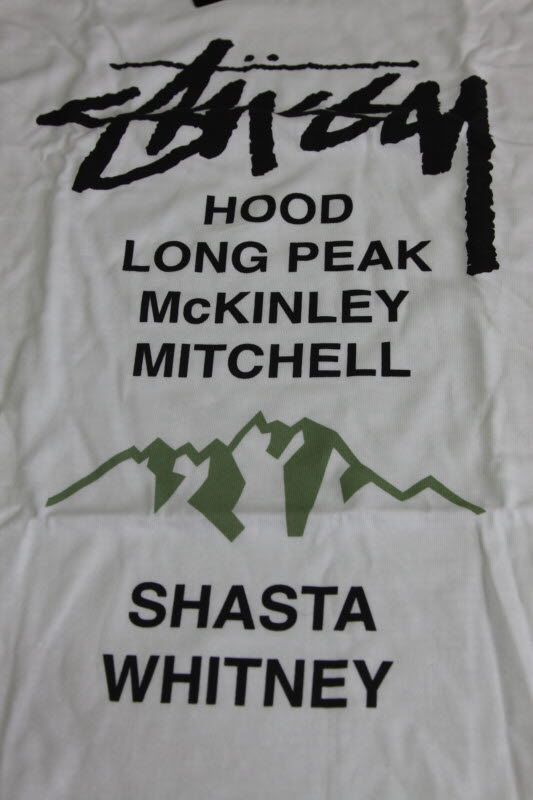 Stüssy
HOOD
LONG PEAK
McKINLEY
MITCHELL
SHASTA
WHITNEY